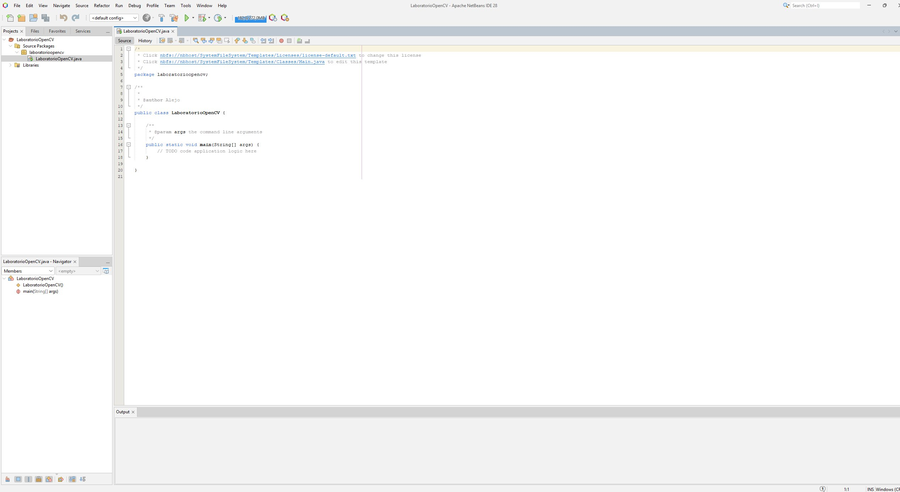 File Edit View Navigate Source Refactor Run Debug Profile Team Tools Window Help
LaboratorioOpenCV - Apache NetBeans IDE 28
Search (Ctrl+I)
<default config>
Projects Files Favorites Services
LaboratorioOpenCV
Source Packages
laboratorioopencv
LaboratorioOpenCV.java
Libraries
LaboratorioOpenCV.java
Source History
1 /*
2 * Click nbfs://nbhost/SystemFileSystem/Templates/Licenses/license-default.txt to change this license
3 * Click nbfs://nbhost/SystemFileSystem/Templates/Classes/Main.java to edit this template
4 */
5 package laboratorioopencv;
6
7 /**
8 *
9 * @author Alejo
10 */
11 public class LaboratorioOpenCV {
12
13 /**
14 * @param args the command line arguments
15 */
16 public static void main(String[] args) {
17 // TODO code application logic here
18 }
19
20 }
21
LaboratorioOpenCV.java - Navigator
Members <empty>
LaboratorioOpenCV
LaboratorioOpenCV()
main(String[] args)
Output
1:1 INS Windows (CR